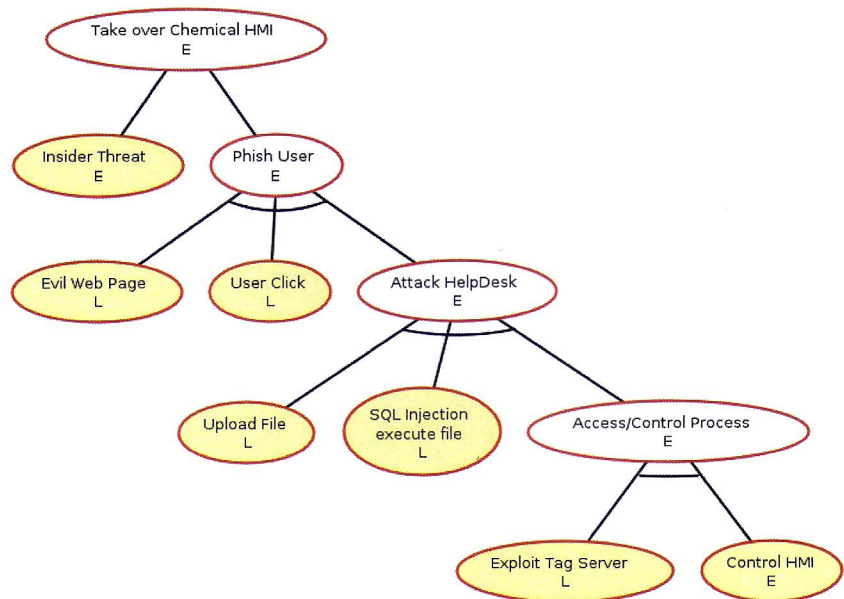 Take over Chemical HMI
E
Insider Threat
E
Phish User
E
Evil Web Page
L
User Click
L
Attack HelpDesk
E
Upload File
L
SQL Injection
execute file
L
Access/Control Process
E
Exploit Tag Server
L
Control HMI
E